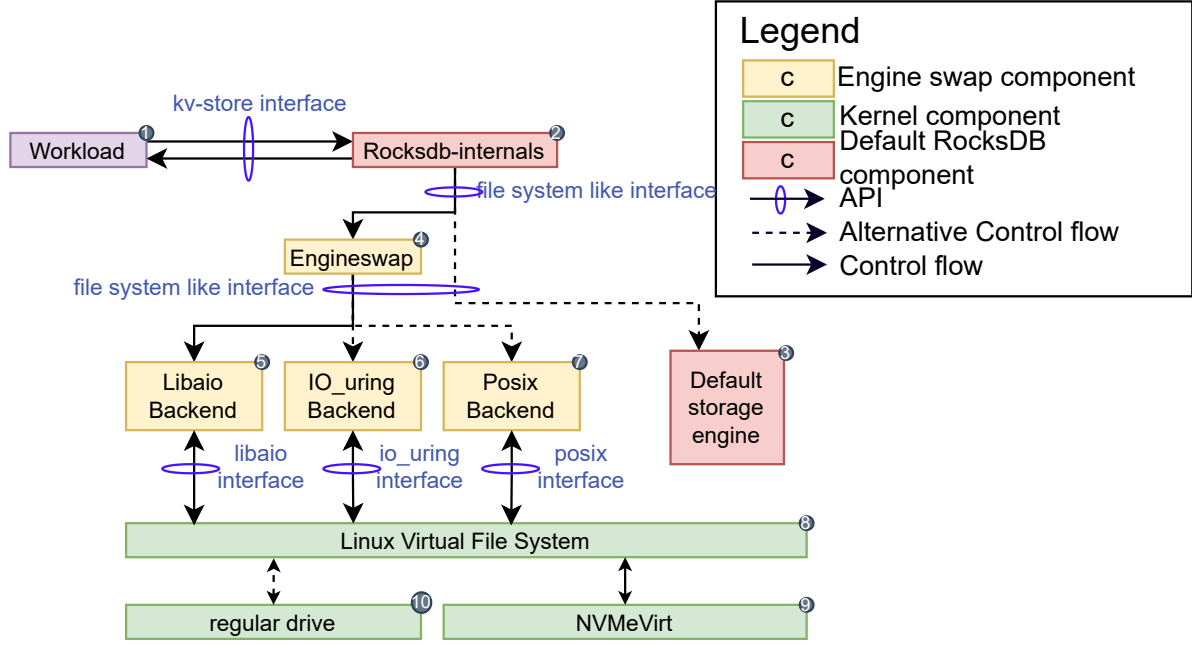 Legend
c
Engine swap component
c
Kernel component
c
Default RocksDB
component
API
Alternative Control flow
Control flow
kv-store interface
1
Workload
2
Rocksdb-internals
file system like interface
4
Engineswap
file system like interface
5
Libaio
Backend
6
IO_uring
Backend
7
Posix
Backend
3
Default
storage
engine
libaio
interface
io_uring
interface
posix
interface
8
Linux Virtual File System
10
regular drive
9
NVMeVirt